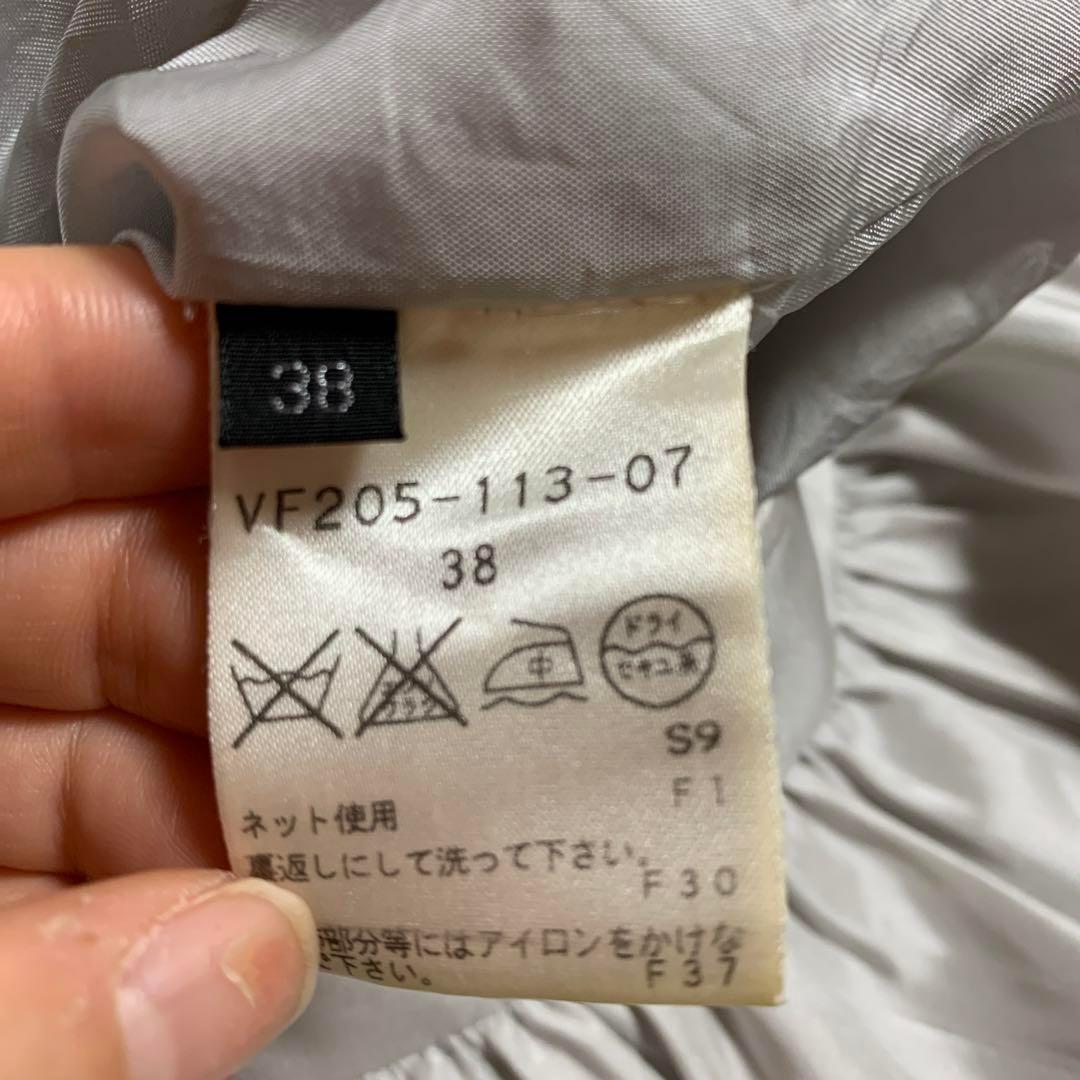 38
VF205-113-07
38
中
ドライ
セキユ系
S9
F1
ネット使用
裏返しにして洗って下さい。
F30
部分等にはアイロンをかけな
下さい。
F37